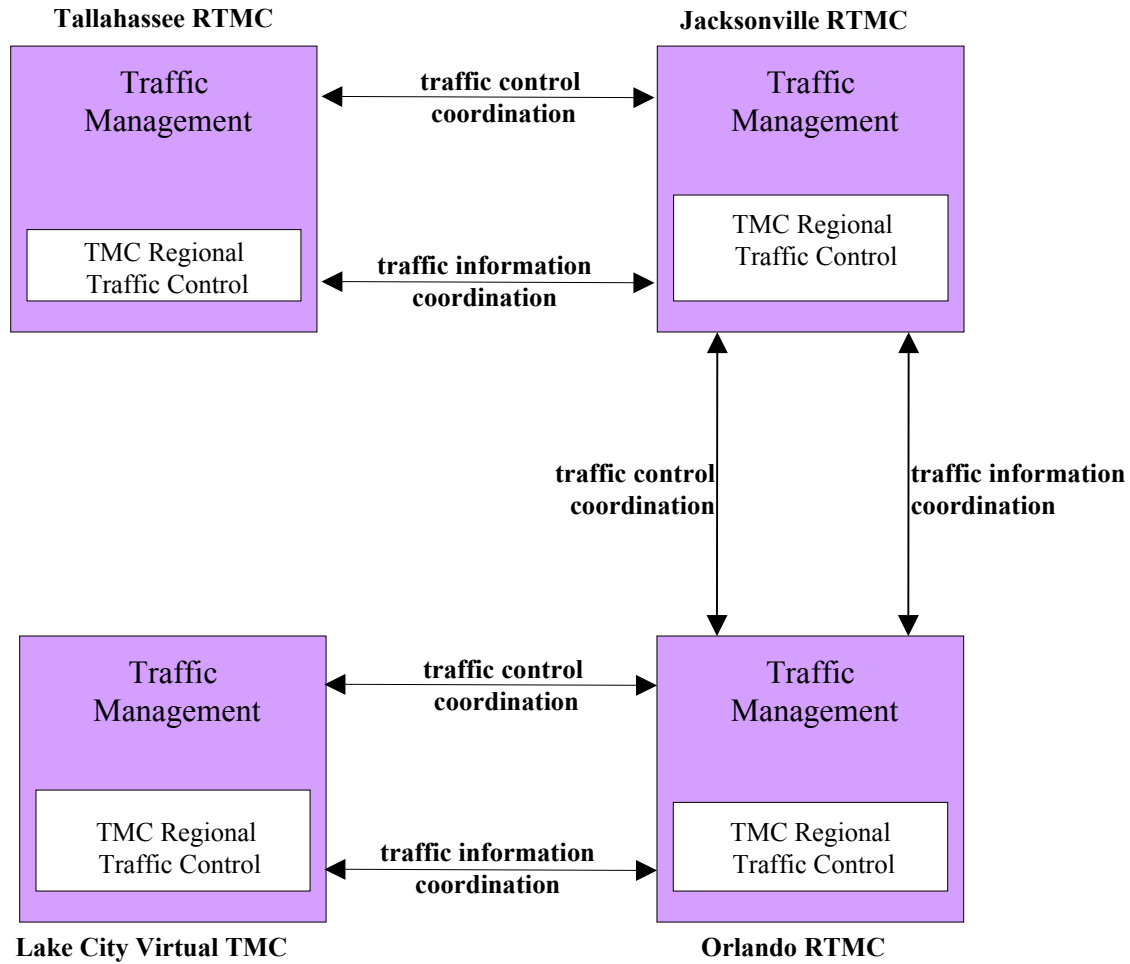 Tallahassee RTMC
Jacksonville RTMC
Traffic
Management
TMC Regional
Traffic Control
traffic control
coordination
traffic information
coordination
Traffic
Management
TMC Regional
Traffic Control
traffic control
coordination
traffic information
coordination
Traffic
Management
TMC Regional
Traffic Control
traffic control
coordination
traffic information
coordination
Traffic
Management
TMC Regional
Traffic Control
Lake City Virtual TMC
Orlando RTMC